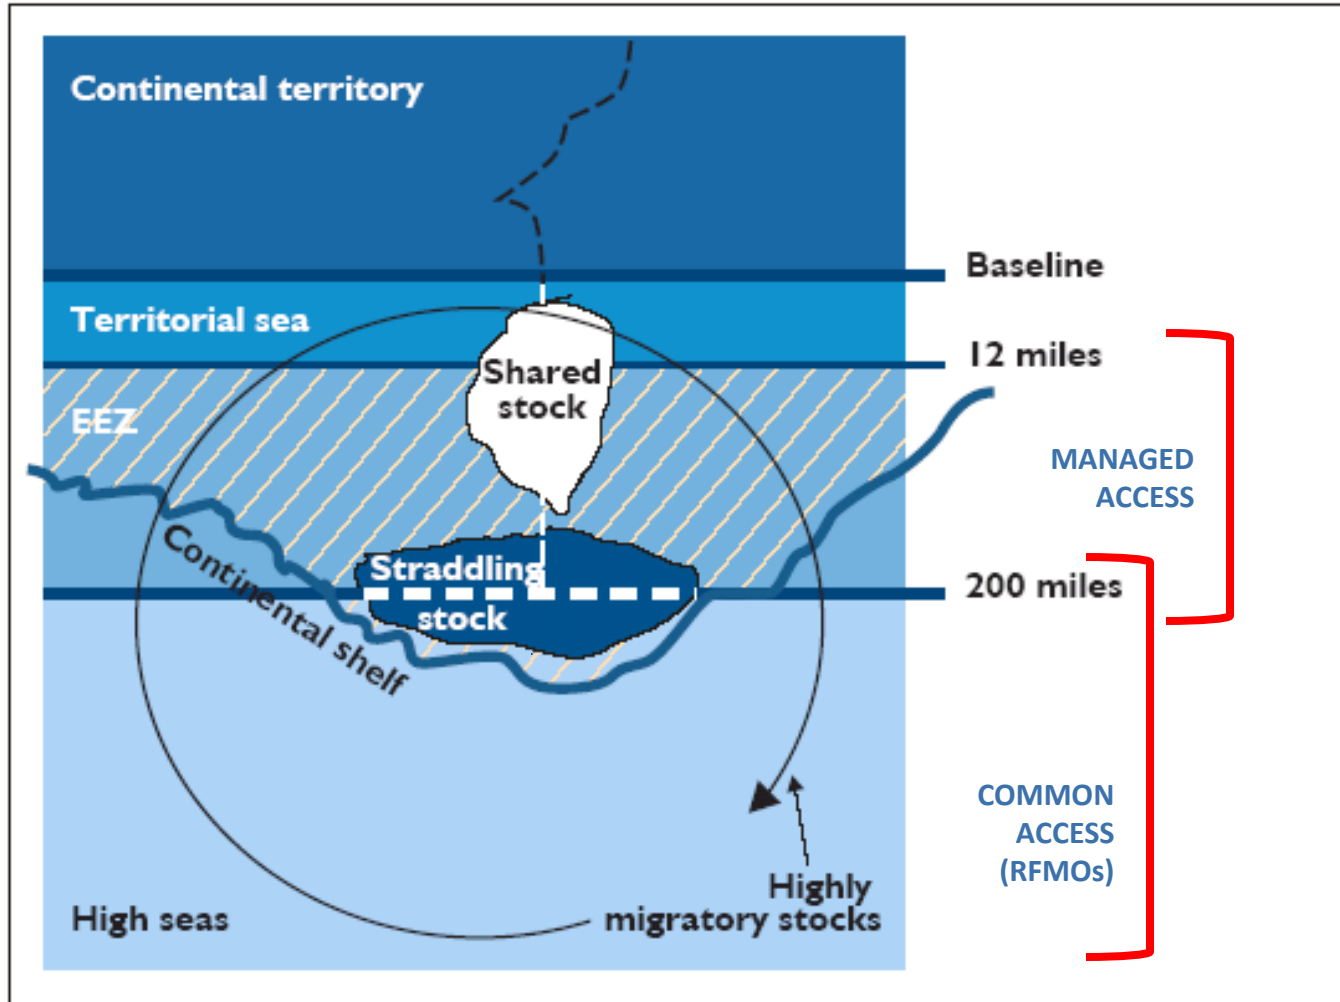 Continental territory
Baseline
Territorial sea
12 miles
Shared
stock
EEZ
MANAGED
ACCESS
Continental shelf
Straddling
stock
200 miles
COMMON
ACCESS
(RFMOs)
Highly
migratory stocks
High seas